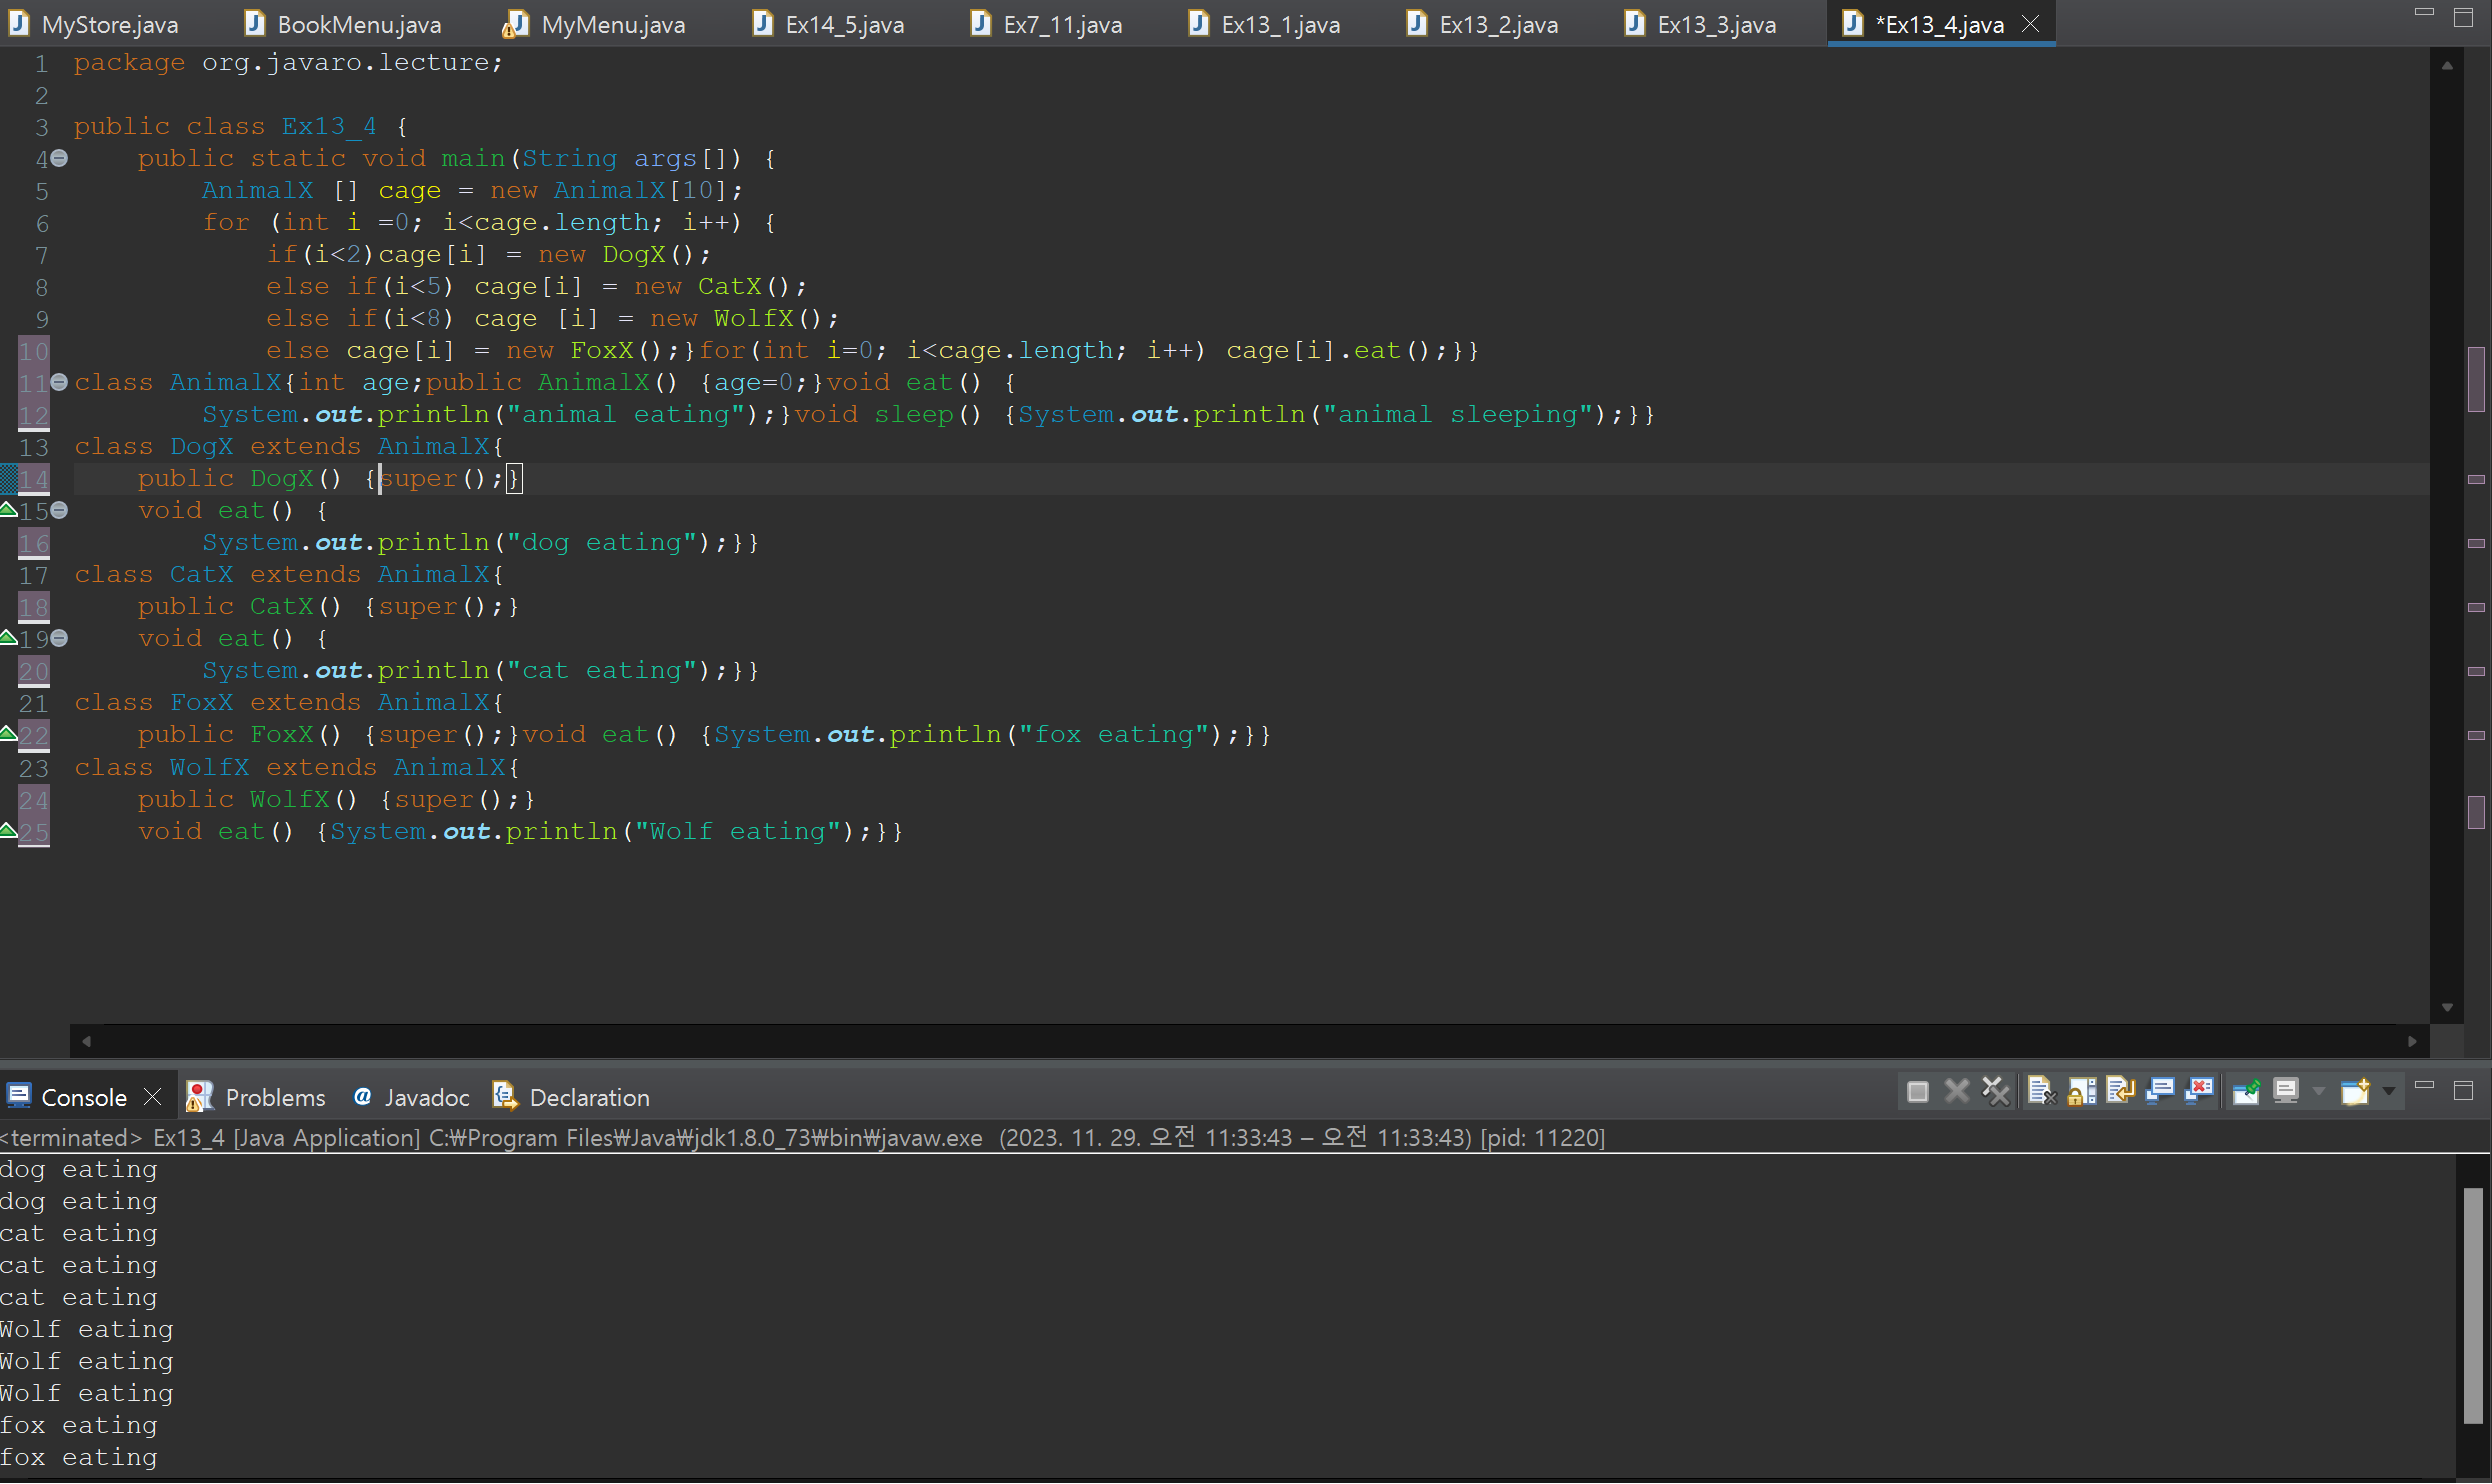 MyStore.java BookMenu.java MyMenu.java Ex14_5.java Ex7_11.java Ex13_1.java Ex13_2.java Ex13_3.java *Ex13_4.java
1 package org.javaro.lecture;
2
3 public class Ex13_4 {
4     public static void main(String args[]) {
5         AnimalX [] cage = new AnimalX[10];
6         for (int i =0; i<cage.length; i++) {
7             if(i<2)cage[i] = new DogX();
8             else if(i<5) cage[i] = new CatX();
9             else if(i<8) cage [i] = new WolfX();
10             else cage[i] = new FoxX();}for(int i=0; i<cage.length; i++) cage[i].eat();}}
11 class AnimalX{int age;public AnimalX() {age=0;}void eat() {
12         System.out.println("animal eating");}void sleep() {System.out.println("animal sleeping");}}
13 class DogX extends AnimalX{
14     public DogX() {super();}
15     void eat() {
16         System.out.println("dog eating");}}
17 class CatX extends AnimalX{
18     public CatX() {super();}
19     void eat() {
20         System.out.println("cat eating");}}
21 class FoxX extends AnimalX{
22     public FoxX() {super();}void eat() {System.out.println("fox eating");}}
23 class WolfX extends AnimalX{
24     public WolfX() {super();}
25     void eat() {System.out.println("Wolf eating");}}
Console Problems @ Javadoc Declaration
<terminated> Ex13_4 [Java Application] C:₩Program Files₩Java₩jdk1.8.0_73₩bin₩javaw.exe (2023. 11. 29. 오전 11:33:43 – 오전 11:33:43) [pid: 11220]
dog eating
dog eating
cat eating
cat eating
cat eating
Wolf eating
Wolf eating
Wolf eating
fox eating
fox eating